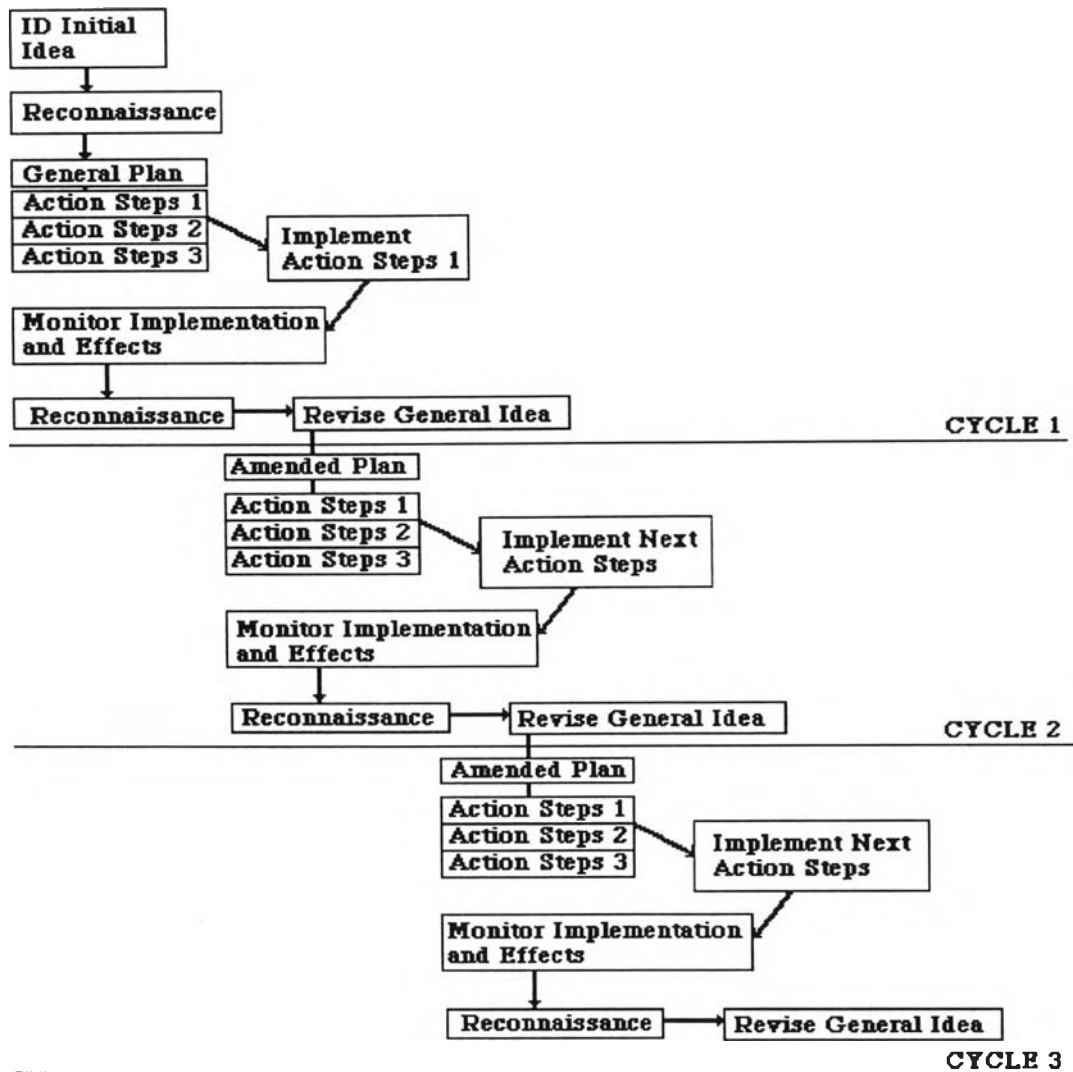 ID Initial
Idea
Reconnaissance
General Plan
Action Steps 1
Action Steps 2
Action Steps 3
Implement
Action Steps 1
Monitor Implementation
and Effects
Reconnaissance
Revise General Idea
CYCLE 1
Amended Plan
Action Steps 1
Action Steps 2
Action Steps 3
Implement Next
Action Steps
Monitor Implementation
and Effects
Reconnaissance
Revise General Idea
CYCLE 2
Amended Plan
Action Steps 1
Action Steps 2
Action Steps 3
Implement Next
Action Steps
Monitor Implementation
and Effects
Reconnaissance
Revise General Idea
CYCLE 3